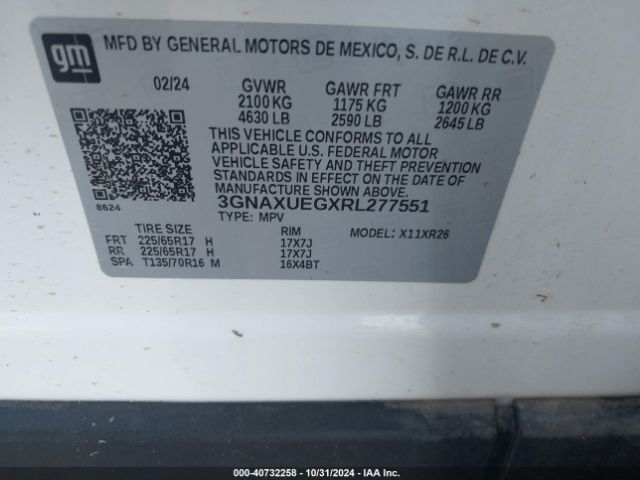 gm
MFD BY GENERAL MOTORS DE MEXICO, S. DE R.L. DE C.V.
02/24 GVWR GAWR FRT GAWR RR
2100 KG 1175 KG 1200 KG
4630 LB 2590 LB 2645 LB
THIS VEHICLE CONFORMS TO ALL
APPLICABLE U.S. FEDERAL MOTOR
VEHICLE SAFETY AND THEFT PREVENTION
STANDARDS IN EFFECT ON THE DATE OF
MANUFACTURE SHOWN ABOVE.
8624 3GNAXUEGXRL277551
TYPE: MPV
TIRE SIZE RIM MODEL: X11XR26
FRT 225/65R17 H 17X7J
RR 225/65R17 H 17X7J
SPA T135/70R16 M 16X4BT
000-40732258 - 10/31/2024 - IAA Inc.